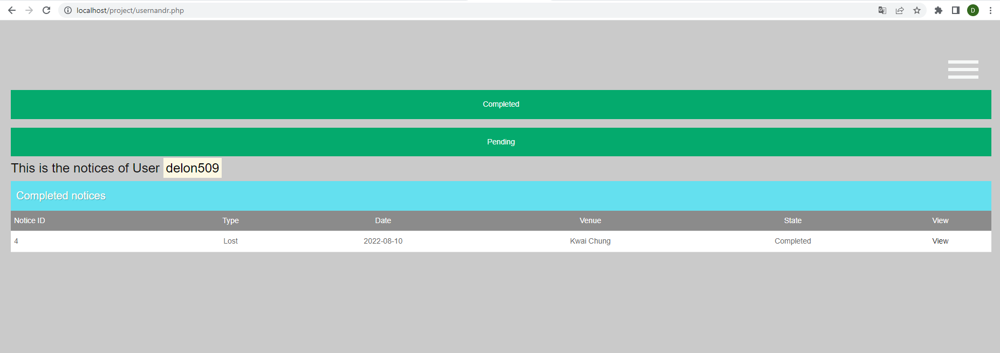 localhost/project/usernandr.php
D
Completed
Pending
This is the notices of User delon509
Completed notices
Notice ID Type Date Venue State View
4 Lost 2022-08-10 Kwai Chung Completed View